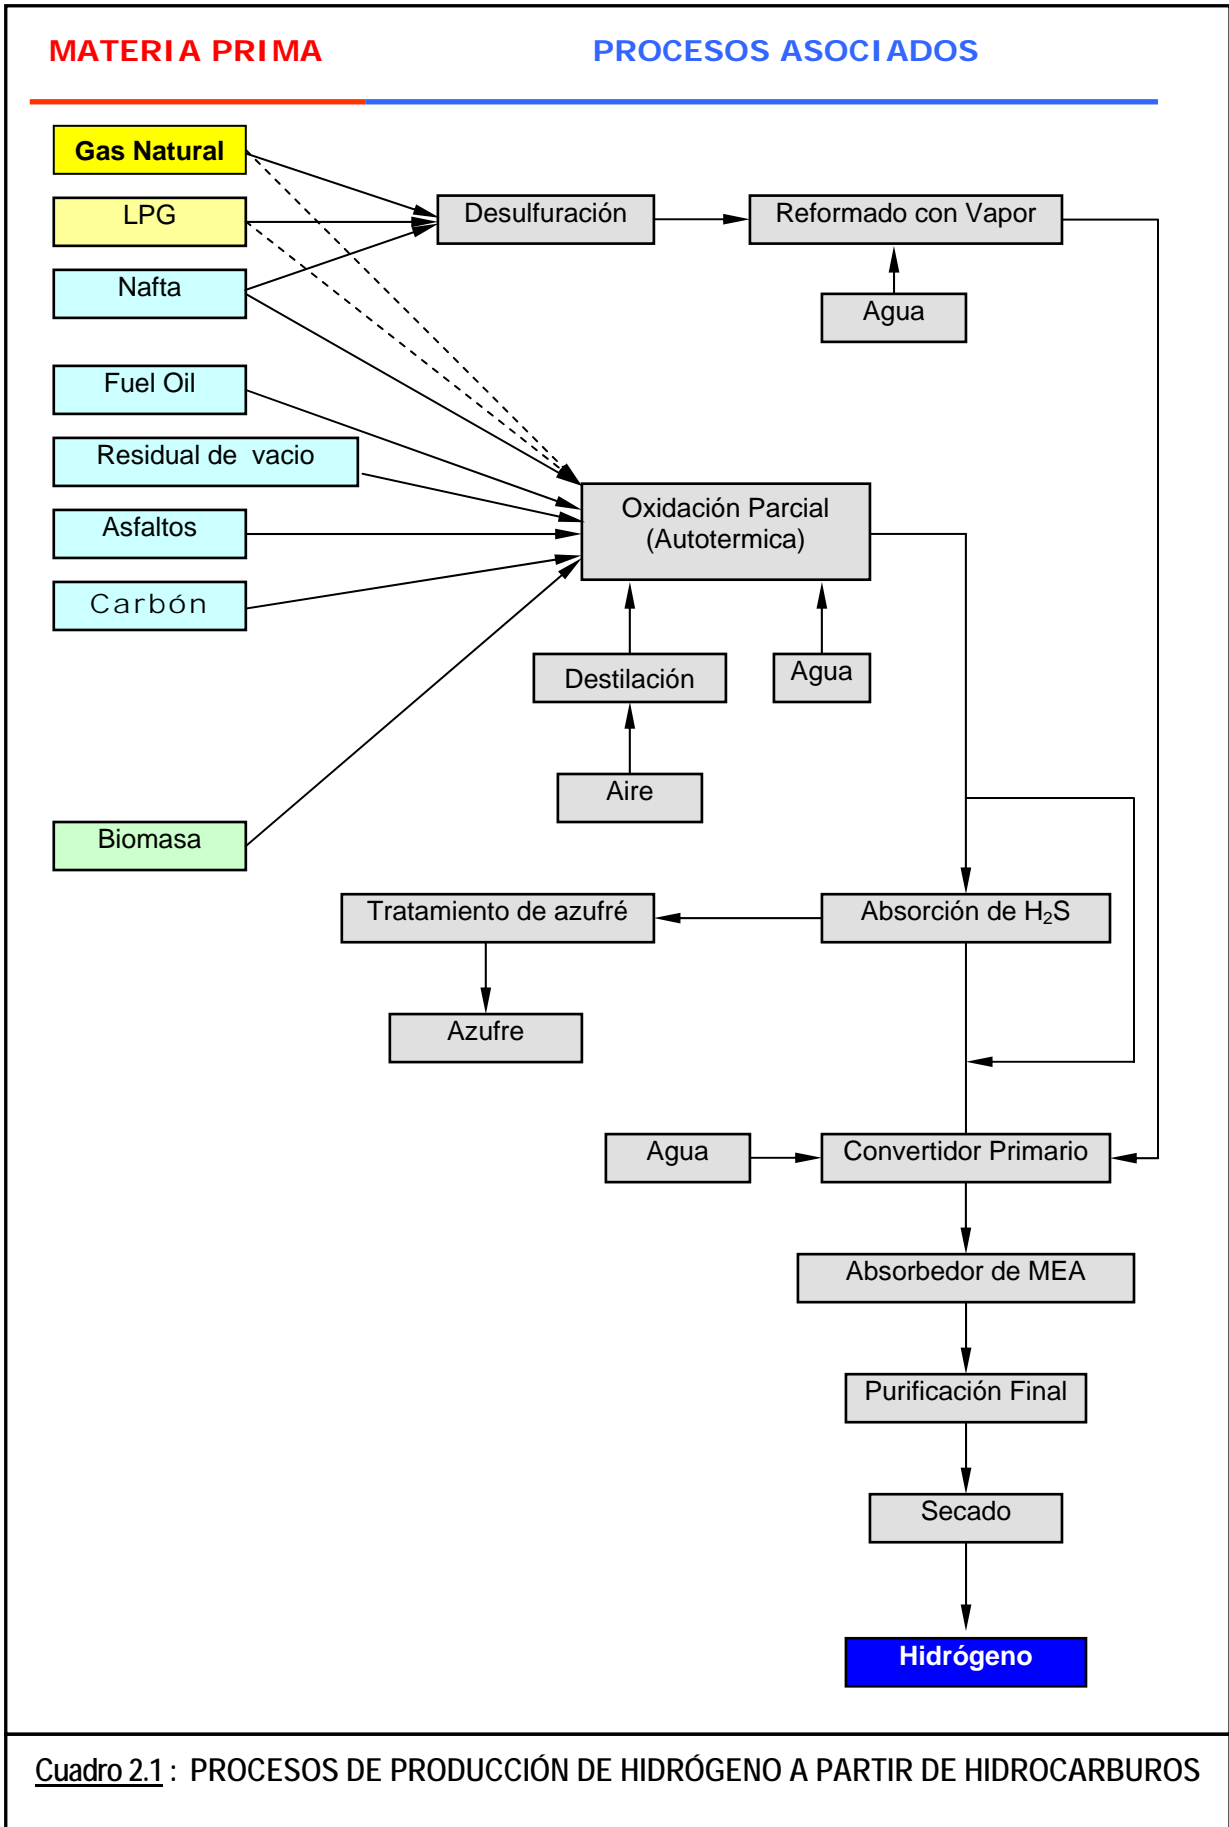 MATERIA PRIMA
PROCESOS ASOCIADOS
Gas Natural
LPG
Desulfuración
Reformado con Vapor
Nafta
Agua
Fuel Oil
Residual de vacio
Oxidación Parcial
(Autotermica)
Asfaltos
Carbón
Destilación
Agua
Aire
Biomasa
Tratamiento de azufré
Absorción de H₂S
Azufre
Agua
Convertidor Primario
Absorbedor de MEA
Purificación Final
Secado
Hidrógeno
Cuadro 2.1 : PROCESOS DE PRODUCCIÓN DE HIDRÓGENO A PARTIR DE HIDROCARBUROS